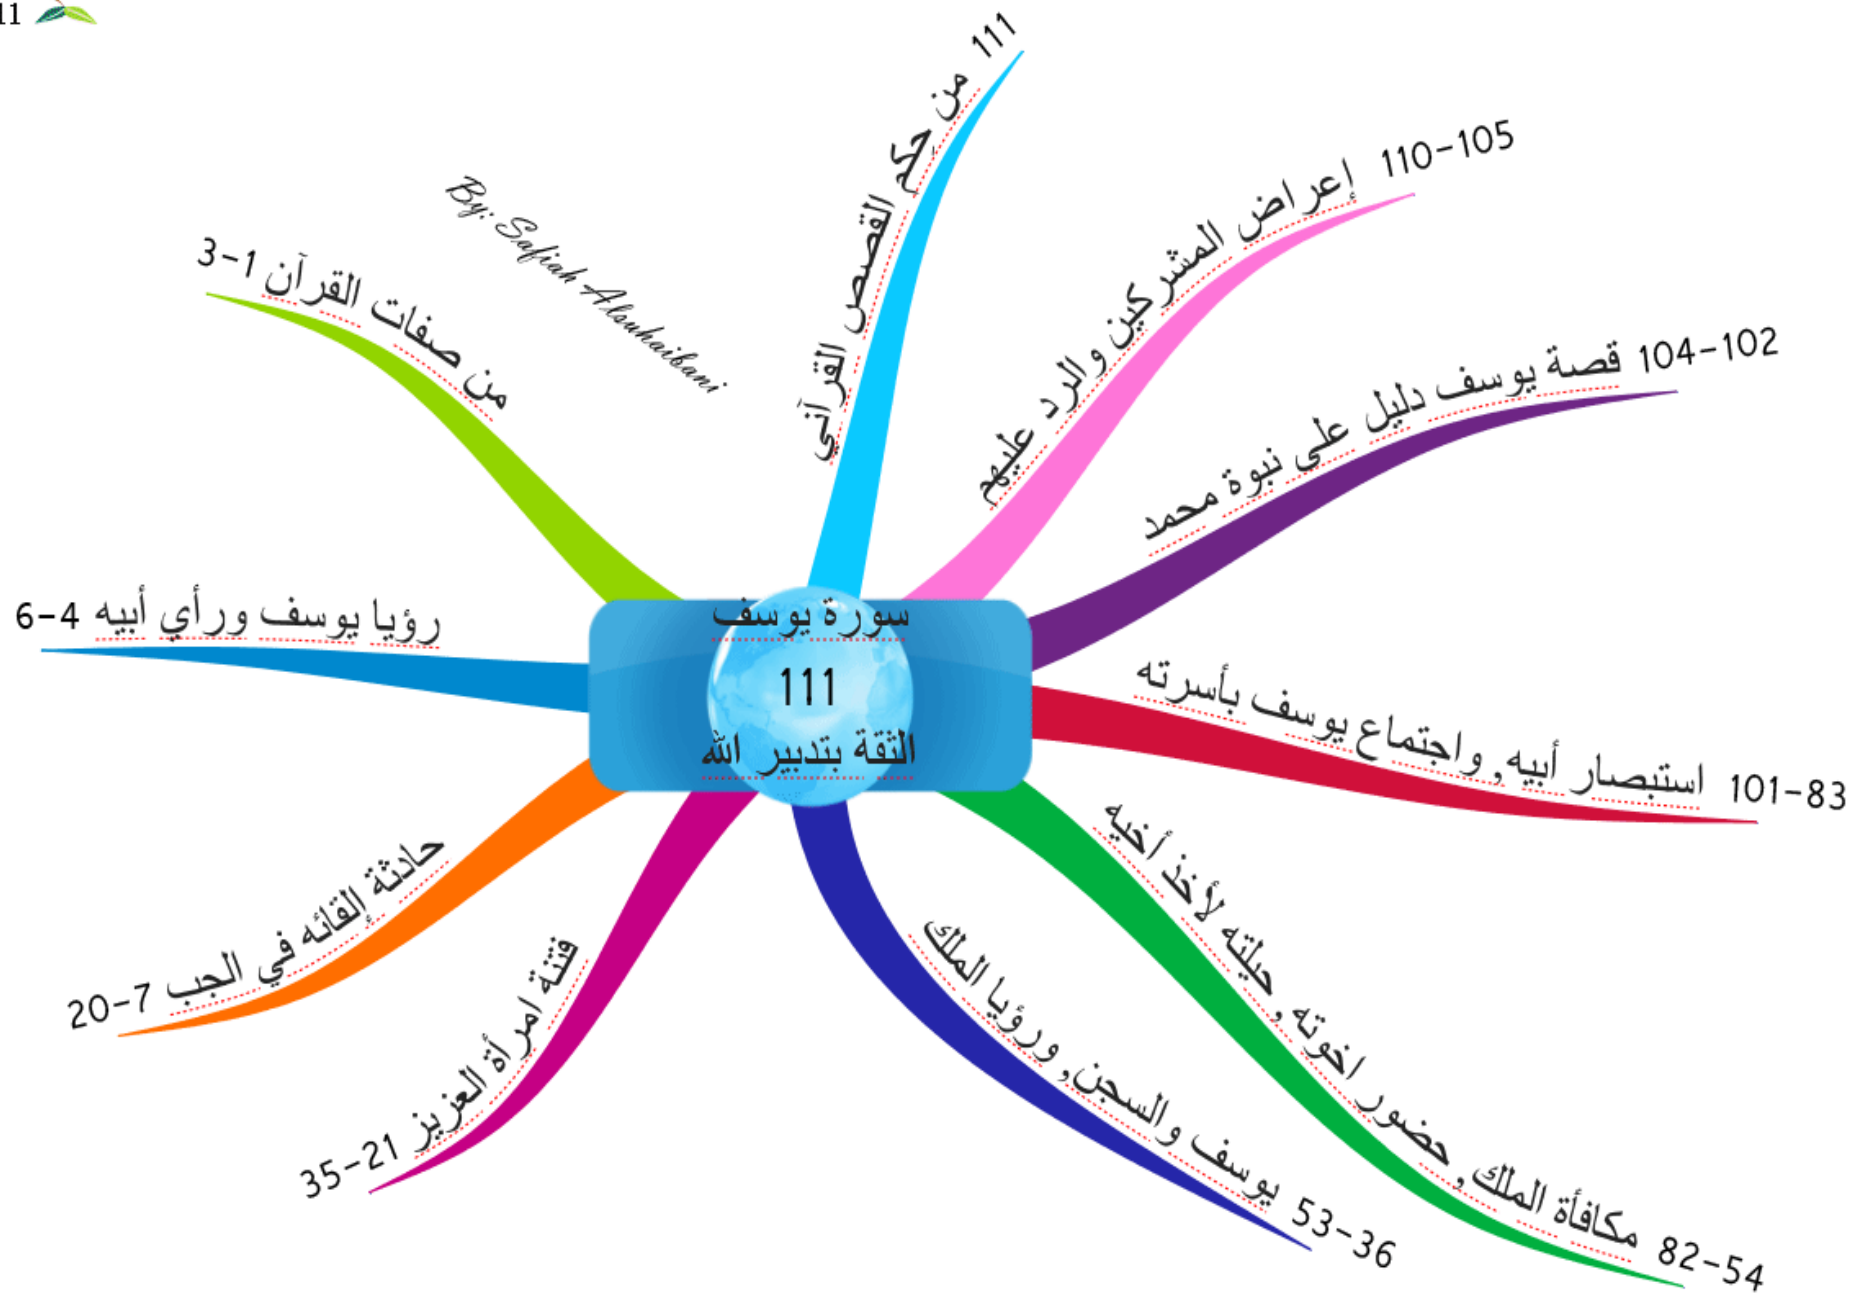 11
سورة يوسف
111
الثقة بتدبير الله
By: Safiah Alsuhaibani
من صفات القرآن 1-3
رؤيا يوسف ورأي أبيه 4-6
حادثة إلقائه في الجب 7-20
فتنة امرأة العزيز 21-35
53-36 يوسف والسجن, ورؤيا الملك
82-54 مكافأة الملك, حضور اخوته, حيلته لأخذ أخيه
101-83 استبصار أبيه, واجتماع يوسف بأسرته
104-102 قصة يوسف دليل على نبوة محمد
110-105 إعراض المشركين والرد عليهم
111 من حِكَم القصص القرآني